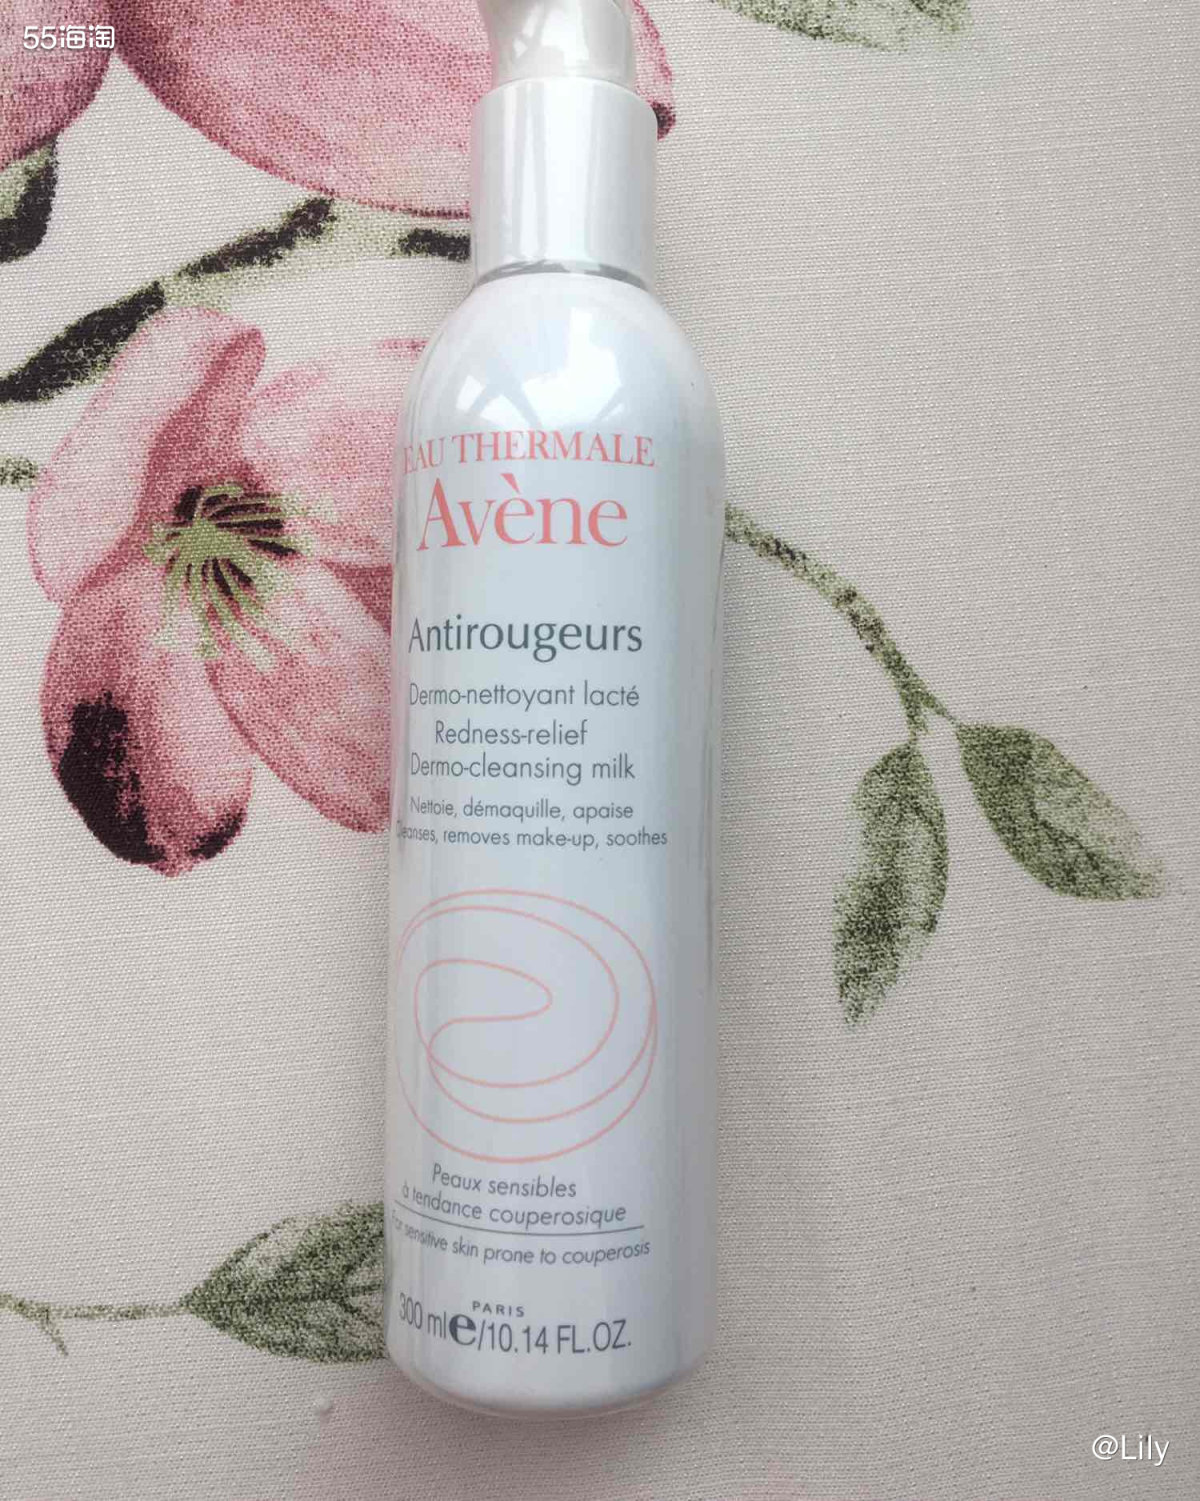 55海淘
EAU THERMALE
Avène
Antirougeurs
Dermo-nettoyant lacté
Redness-relief
Dermo-cleansing milk
Nettoie, démaquille, apaise
Cleanses, removes make-up, soothes
Peaux sensibles
à tendance couperosique
For sensitive skin prone to couperosis
PARIS
300 ml e/10.14 FL.OZ.
@Lily